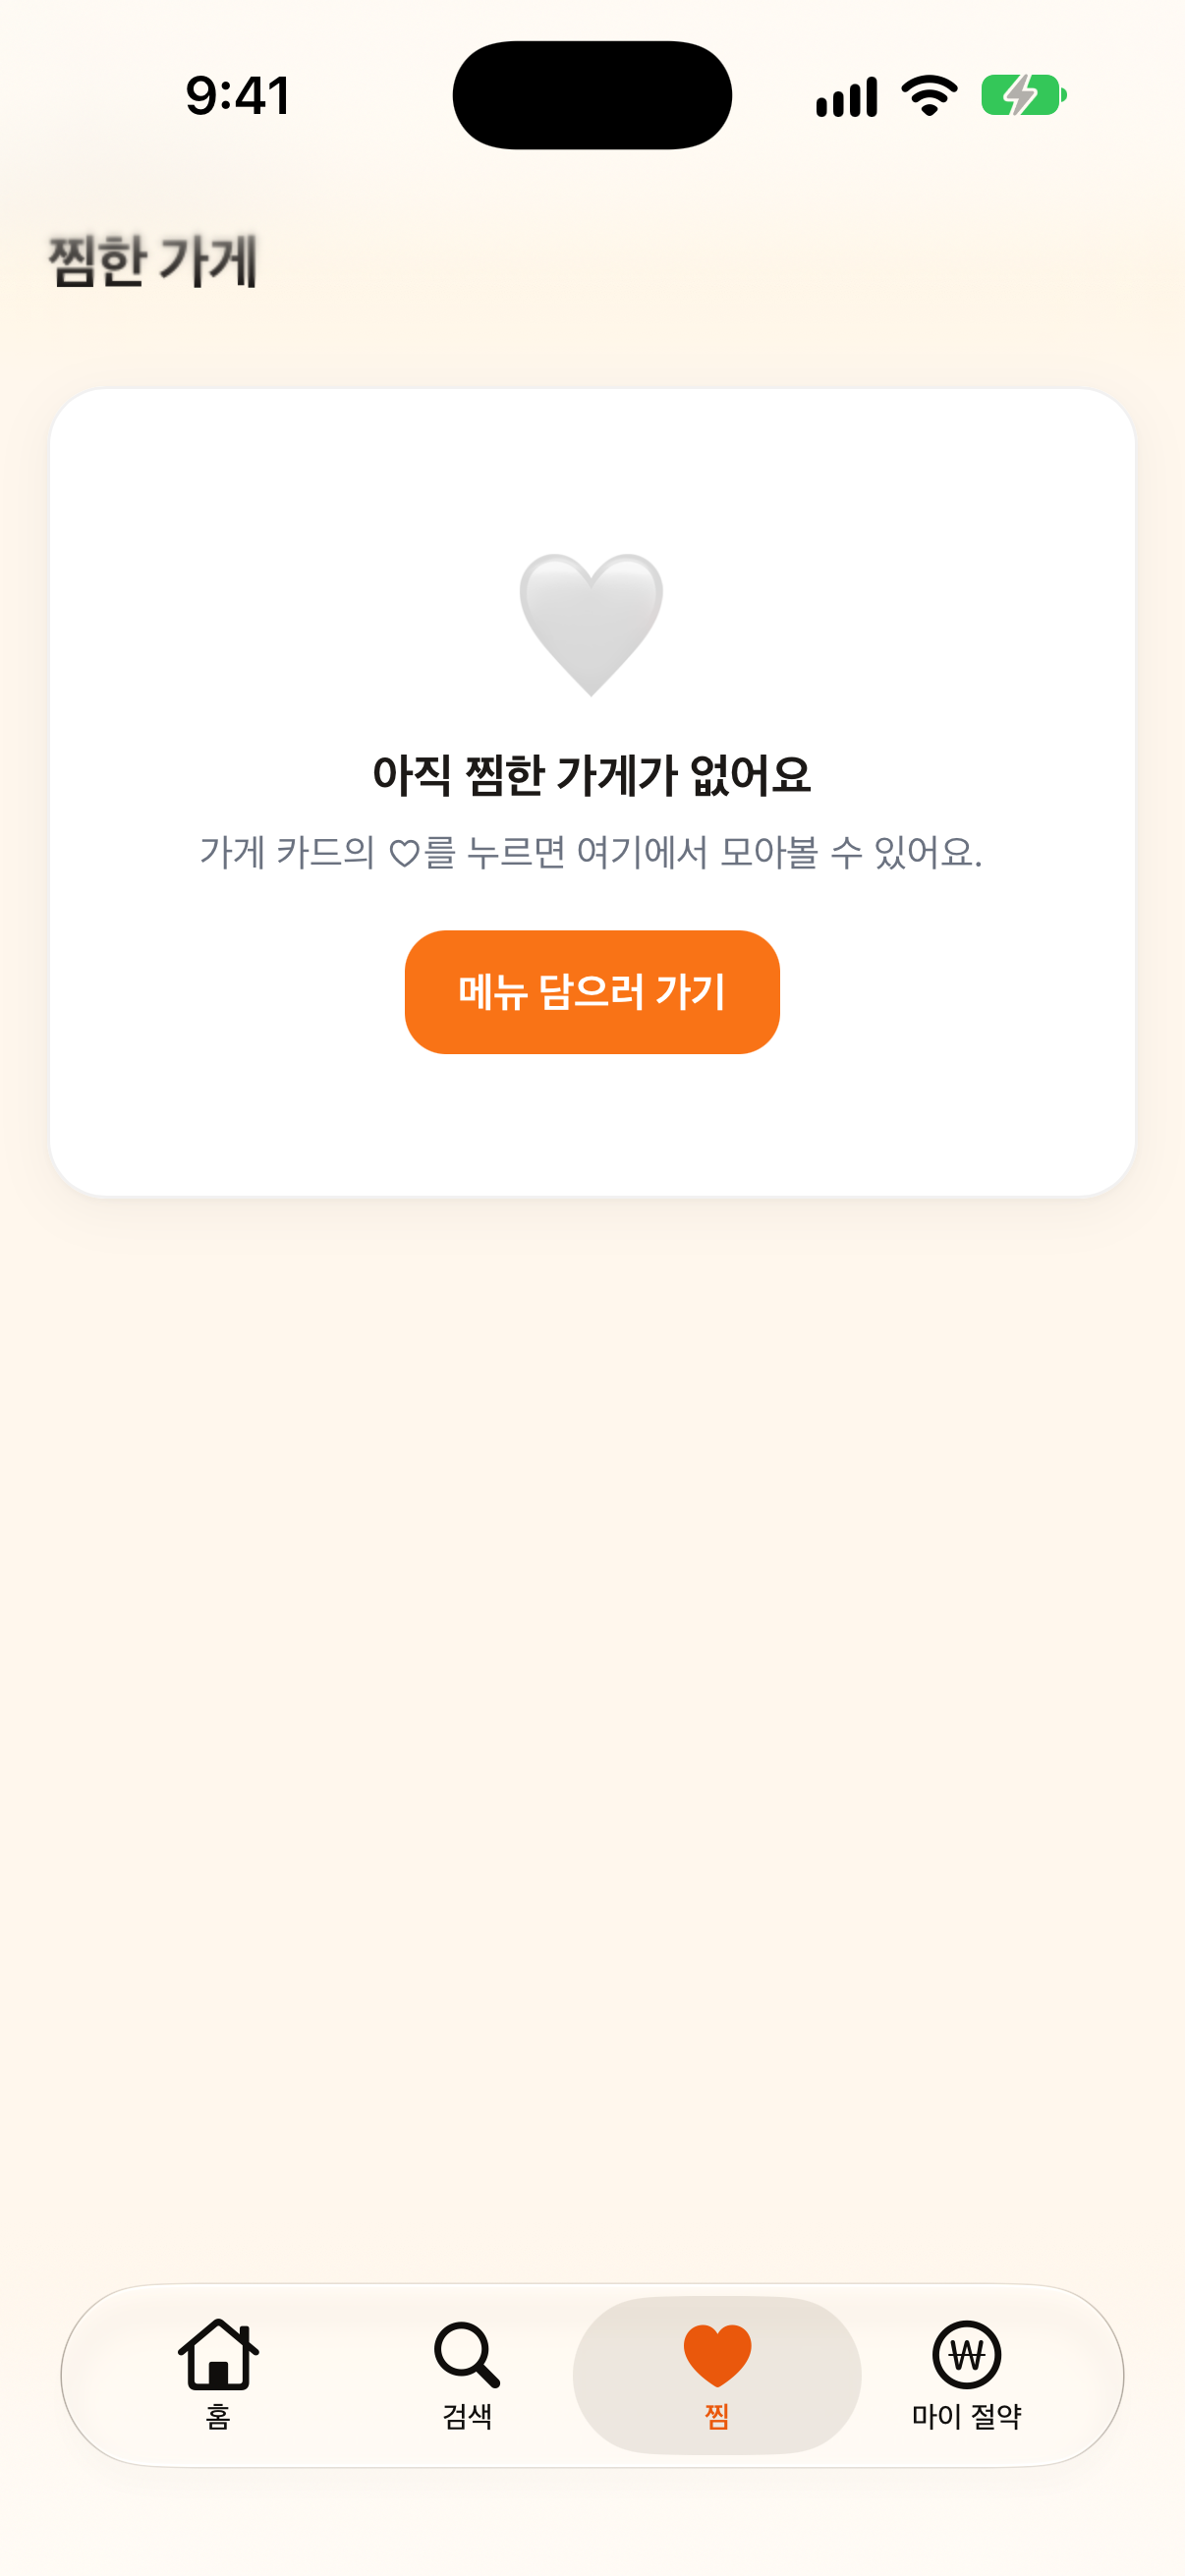 9:41
찜한 가게
아직 찜한 가게가 없어요
가게 카드의 ♡를 누르면 여기에서 모아볼 수 있어요.
메뉴 담으러 가기
홈
검색
찜
₩
마이 절약